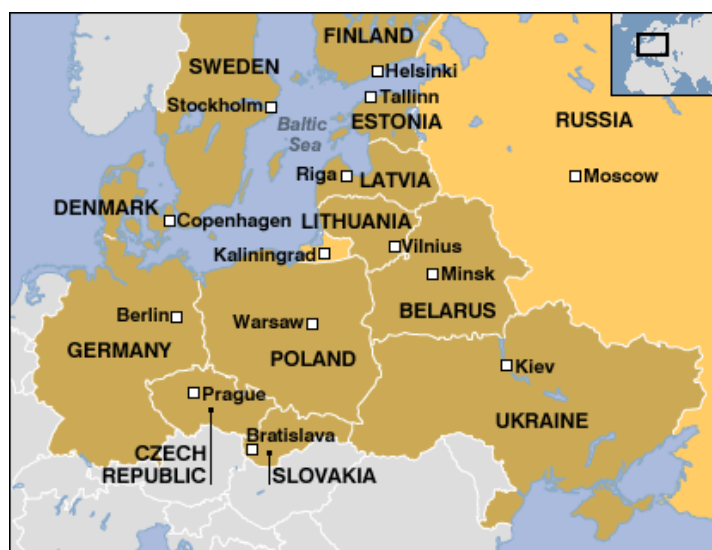 FINLAND
SWEDEN
Helsinki
Stockholm
Tallinn
Baltic
Sea
ESTONIA
RUSSIA
Riga
LATVIA
Moscow
DENMARK
Copenhagen
LITHUANIA
Vilnius
Kaliningrad
Minsk
BELARUS
Berlin
Warsaw
GERMANY
POLAND
Kiev
Prague
UKRAINE
Bratislava
CZECH
REPUBLIC
SLOVAKIA